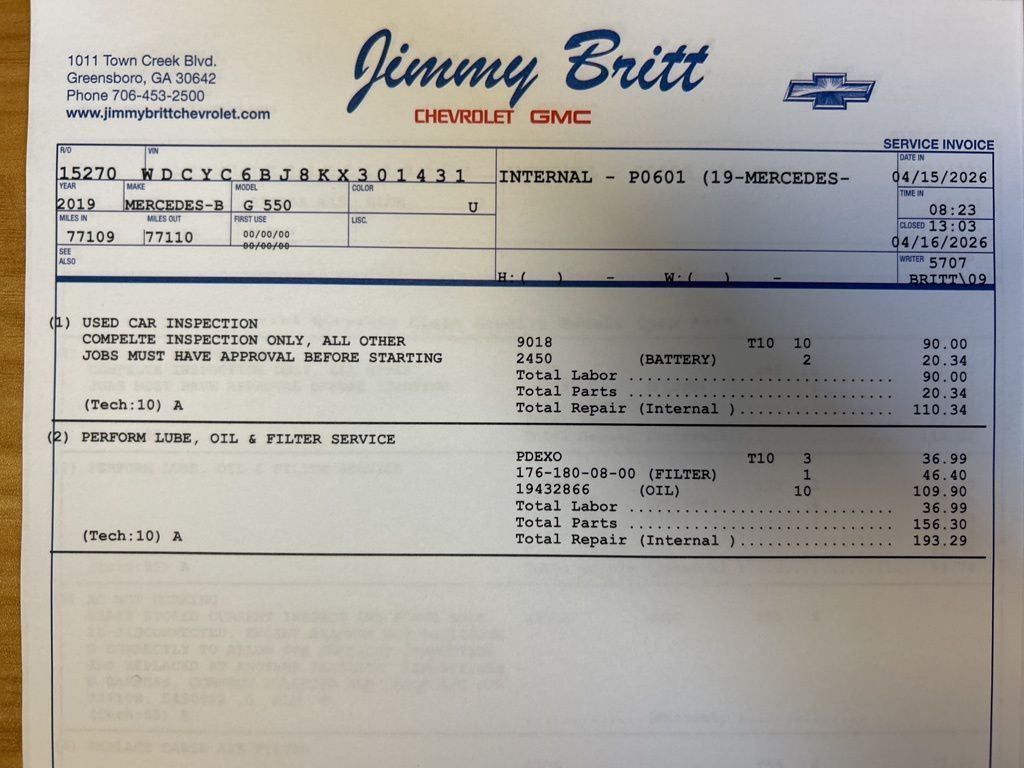 1011 Town Creek Blvd.
Greensboro, GA 30642
Phone 706-453-2500
www.jimmybrittchevrolet.com
Jimmy Britt
CHEVROLET GMC
SERVICE INVOICE
R/O VIN DATE IN
15270 WDCYC6BJ8KX301431 INTERNAL - P0601 (19-MERCEDES- 04/15/2026
YEAR MAKE MODEL COLOR TIME IN
2019 MERCEDES-B G 550 U 08:23
MILES IN MILES OUT FIRST USE LISC. CLOSED 13:03
77109 77110 00/00/00 04/16/2026
00/00/00
SEE ALSO WRITER 5707
H:( ) - W:( ) - BRITT\09
(1) USED CAR INSPECTION
COMPELTE INSPECTION ONLY, ALL OTHER 9018 T10 10 90.00
JOBS MUST HAVE APPROVAL BEFORE STARTING 2450 (BATTERY) 2 20.34
Total Labor .............................. 90.00
Total Parts .............................. 20.34
(Tech:10) A Total Repair (Internal ).................. 110.34
(2) PERFORM LUBE, OIL & FILTER SERVICE
PDEXO T10 3 36.99
176-180-08-00 (FILTER) 1 46.40
19432866 (OIL) 10 109.90
Total Labor .............................. 36.99
Total Parts .............................. 156.30
(Tech:10) A Total Repair (Internal ).................. 193.29